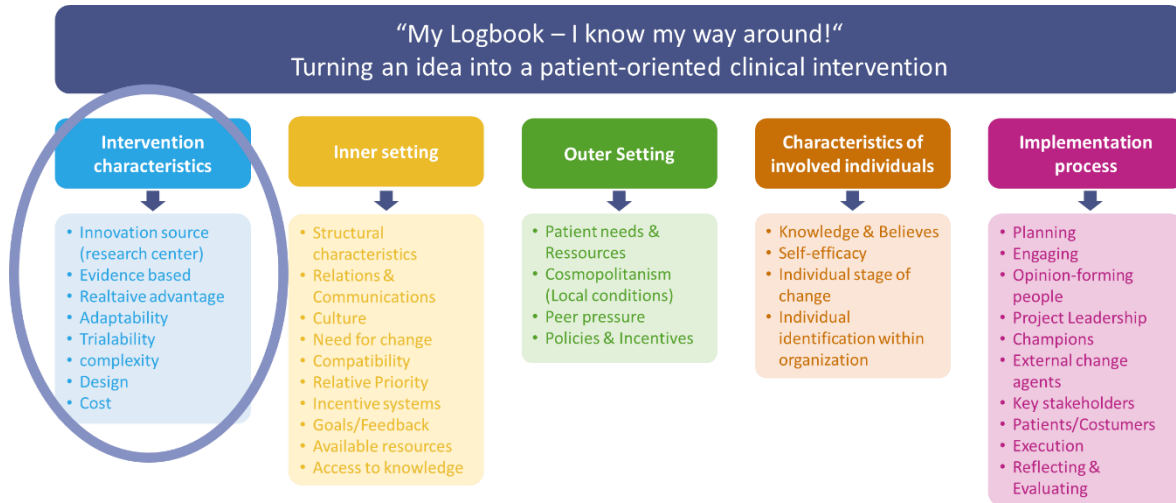 “My Logbook – I know my way around!“
Turning an idea into a patient-oriented clinical intervention
Intervention
characteristics
• Innovation source
(research center)
• Evidence based
• Realtaive advantage
• Adaptability
• Trialability
• complexity
• Design
• Cost
Inner setting
• Structural
characteristics
• Relations &
Communications
• Culture
• Need for change
• Compatibility
• Relative Priority
• Incentive systems
• Goals/Feedback
• Available resources
• Access to knowledge
Outer Setting
• Patient needs &
Ressources
• Cosmopolitanism
(Local conditions)
• Peer pressure
• Policies & Incentives
Characteristics of
involved individuals
• Knowledge & Believes
• Self-efficacy
• Individual stage of
change
• Individual
identification within
organization
Implementation
process
• Planning
• Engaging
• Opinion-forming
people
• Project Leadership
• Champions
• External change
agents
• Key stakeholders
• Patients/Costumers
• Execution
• Reflecting &
Evaluating